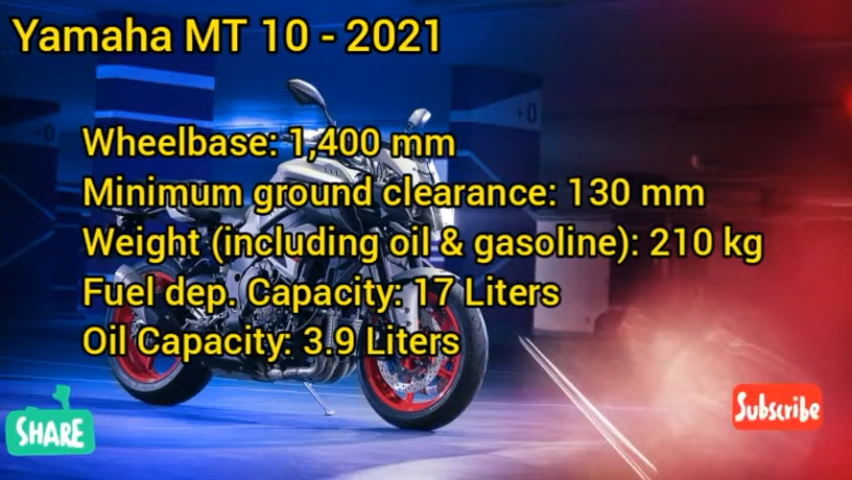 Yamaha MT 10 - 2021
Wheelbase: 1,400 mm
Minimum ground clearance: 130 mm
Weight (including oil & gasoline): 210 kg
Fuel dep. Capacity: 17 Liters
Oil Capacity: 3.9 Liters
SHARE
Subscribe